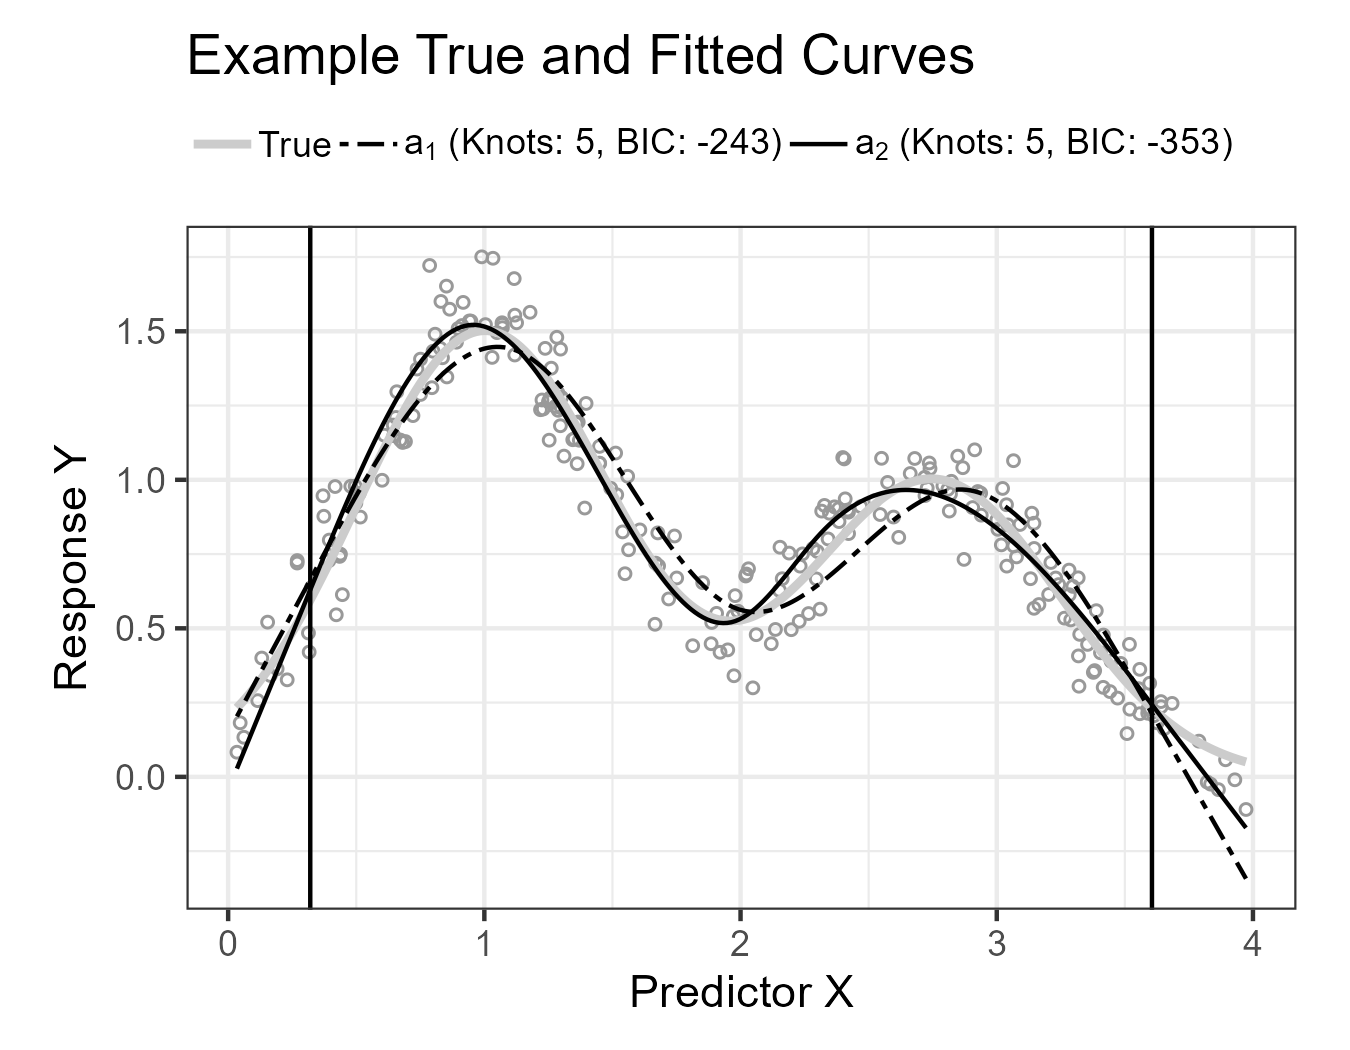 Example True and Fitted Curves
True a₁ (Knots: 5, BIC: -243) a₂ (Knots: 5, BIC: -353)
Response Y
1.5
1.0
0.5
0.0
0 1 2 3 4
Predictor X